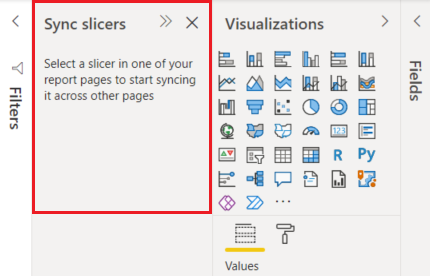 Filters
Sync slicers
Select a slicer in one of your
report pages to start syncing
it across other pages
Visualizations
123
R
Py
Values
Fields